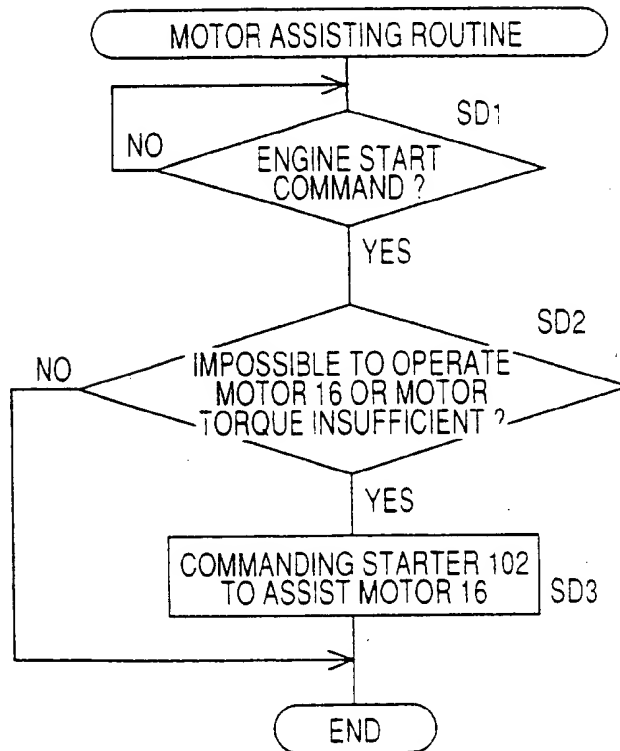 MOTOR ASSISTING ROUTINE
SD1
NO
ENGINE START
COMMAND ?
YES
SD2
NO
IMPOSSIBLE TO OPERATE
MOTOR 16 OR MOTOR
TORQUE INSUFFICIENT ?
YES
COMMANDING STARTER 102
TO ASSIST MOTOR 16
SD3
END